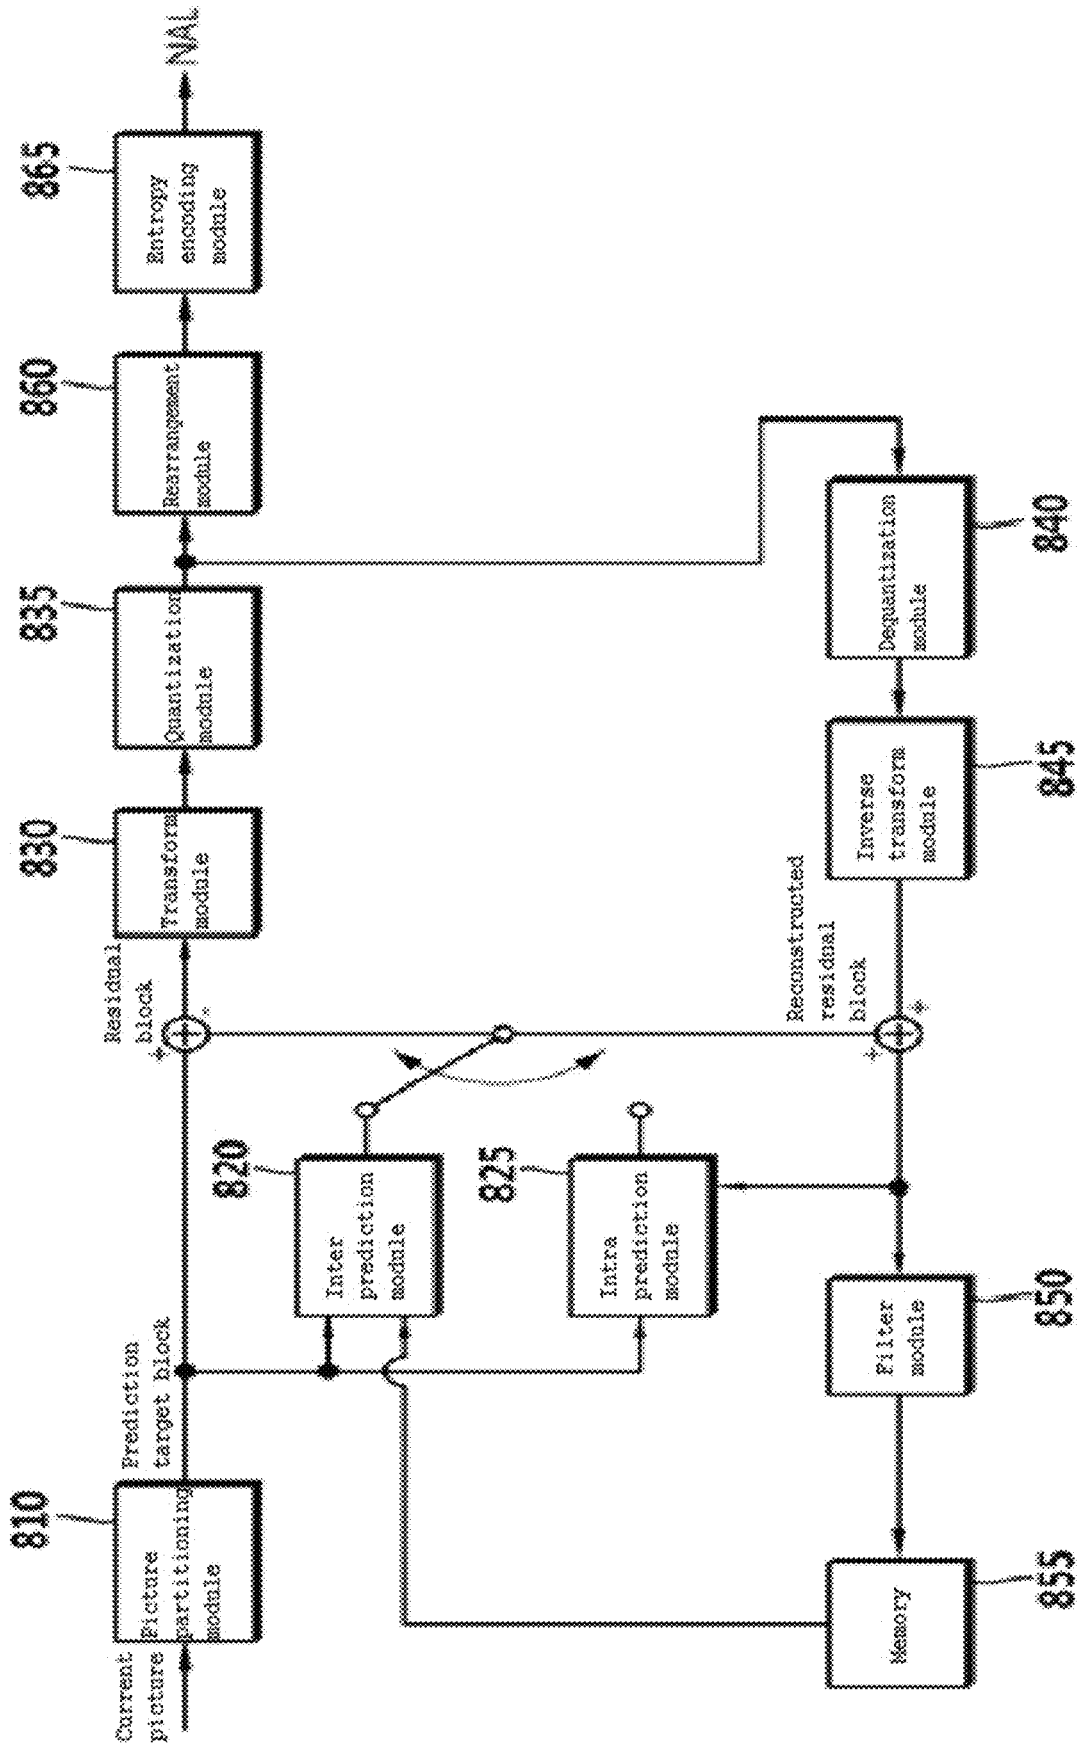 Current
picture
810
Picture
partitioning
module
Prediction
target block
Residual
block
+
-
830
Transform
module
835
Quantization
module
860
Rearrangement
module
865
Entropy
encoding
module
NAL
820
Inter
prediction
module
825
Intra
prediction
module
Memory
855
Filter
module
850
+
+
Reconstructed
residual
block
Inverse
transform
module
845
Dequantization
module
840